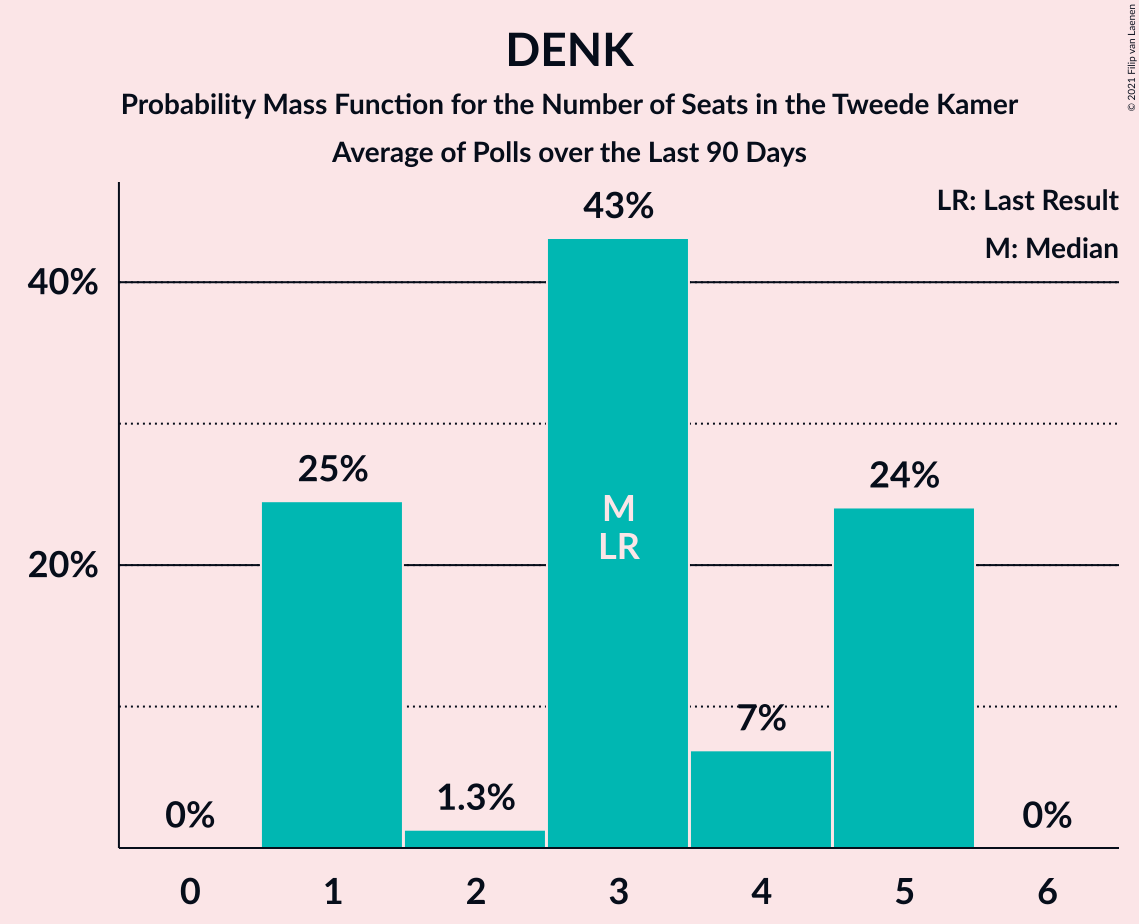 DENK
Probability Mass Function for the Number of Seats in the Tweede Kamer
Average of Polls over the Last 90 Days
© 2021 Filip van Laenen
LR: Last Result
M: Median
43%
40%
25%
24%
M
LR
20%
7%
1.3%
0%
0%
0 1 2 3 4 5 6